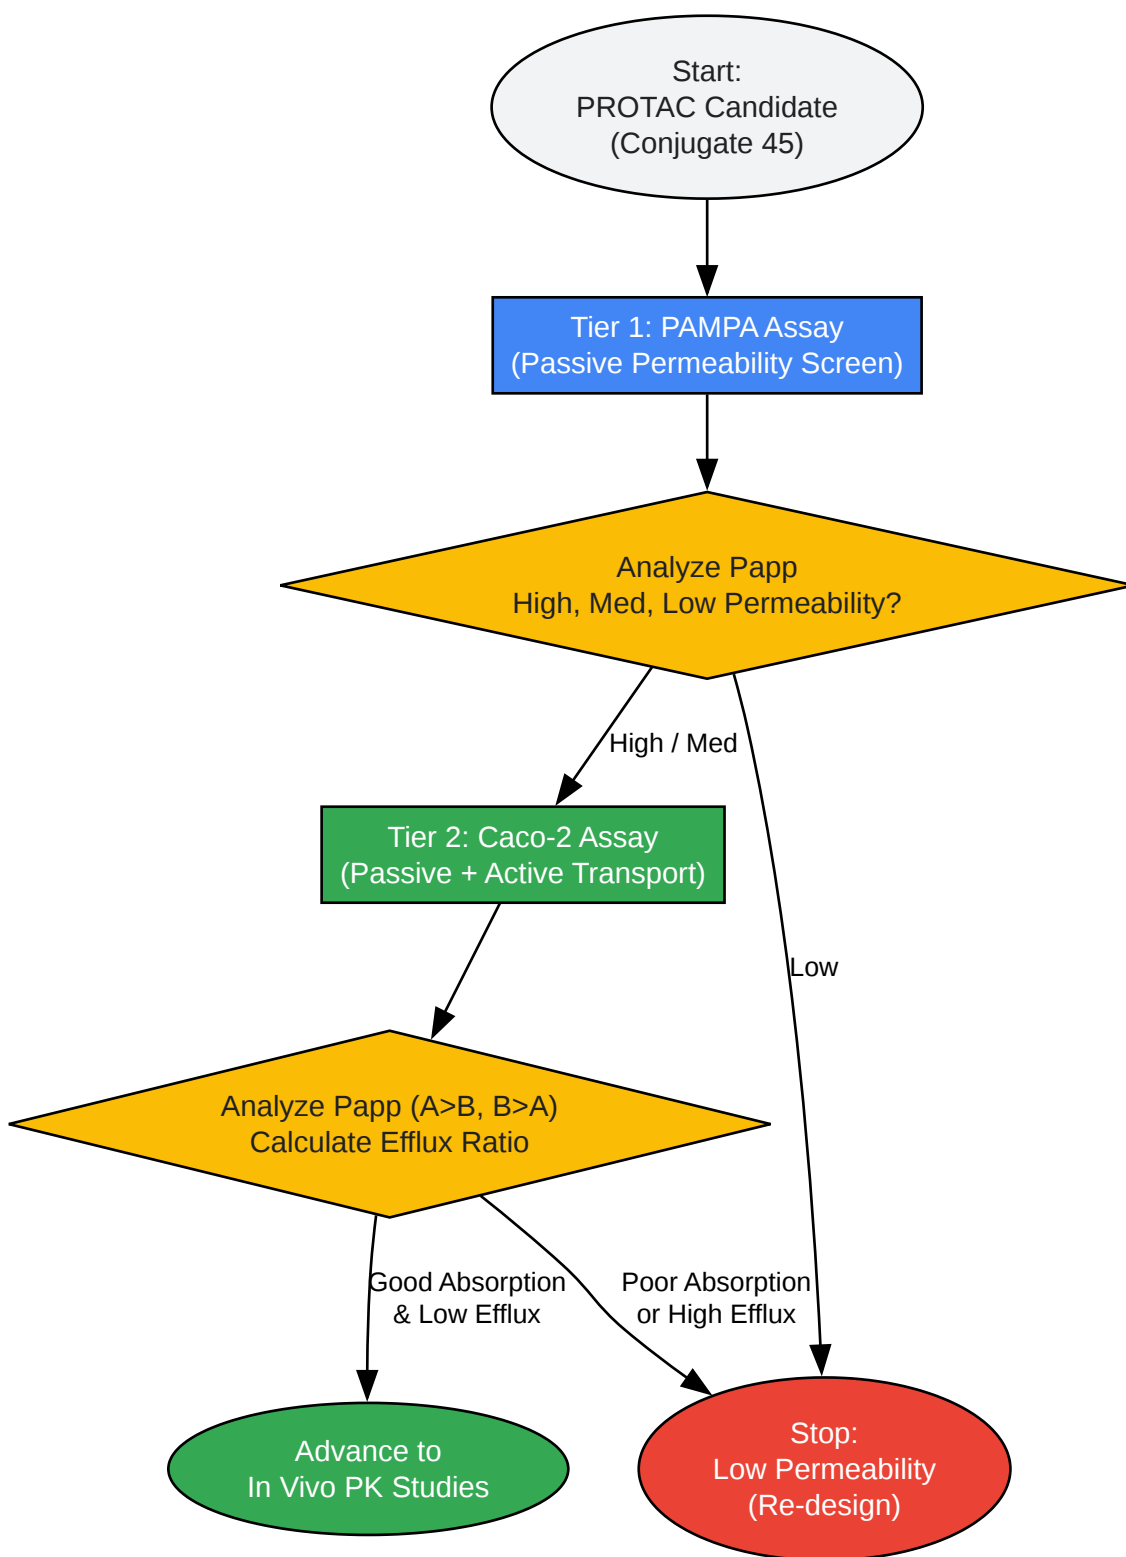 Start:
PROTAC Candidate
(Conjugate 45)
Tier 1: PAMPA Assay
(Passive Permeability Screen)
Analyze Papp
High, Med, Low Permeability?
High / Med
Tier 2: Caco-2 Assay
(Passive + Active Transport)
Low
Analyze Papp (A>B, B>A)
Calculate Efflux Ratio
Good Absorption
& Low Efflux
Poor Absorption
or High Efflux
Advance to
In Vivo PK Studies
Stop:
Low Permeability
(Re-design)